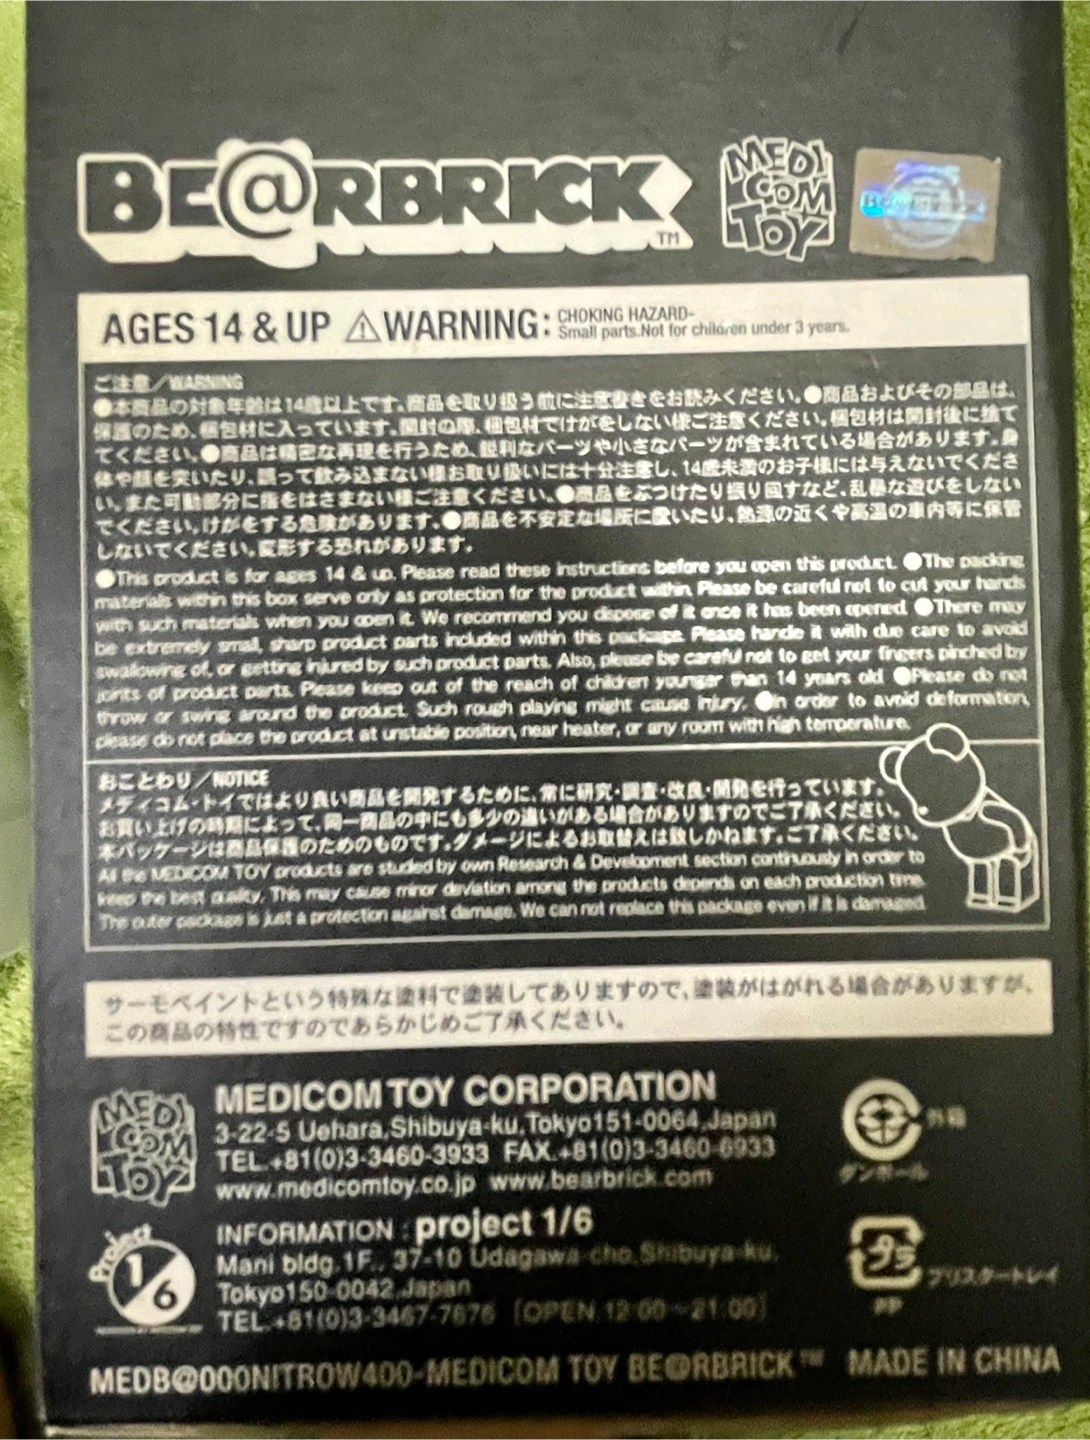 BE@RBRICK TM
MEDI
COM
TOY
AGES 14 & UP ⚠WARNING: CHOKING HAZARD-
Small parts.Not for children under 3 years.
ご注意/WARNING
●本商品の対象年齢は14歳以上です。商品を取り扱う前に注意書きをお読みください。●商品およびその部品は、
保護のため、梱包材に入っています。開封の際、梱包材でけがをしない様ご注意ください。梱包材は開封後に捨て
てください。●商品は精密な再現を行うため、鋭利なパーツや小さなパーツが含まれている場合があります。身
体や顔を突いたり、誤って飲み込まない様お取り扱いには十分注意し、14歳未満のお子様には与えないでくださ
い。また可動部分に指をはさまない様ご注意ください。●商品をぶつけたり振り回すなど、乱暴な遊びをしない
でください。けがをする危険があります。●商品を不安定な場所に置いたり、熱源の近くや高温の車内等に保管
しないでください。変形する恐れがあります。
●This product is for ages 14 & up. Please read these instructions before you open this product. ●The packing
materials within this box serve only as protection for the product within. Please be careful not to cut your hands
with such materials when you open it. We recommend you dispose of it once it has been opened. ●There may
be extremely small, sharp product parts included within this package. Please handle it with due care to avoid
swallowing of, or getting injured by such product parts. Also, please be careful not to get your fingers pinched by
joints of product parts. Please keep out of the reach of children younger than 14 years old. ●Please do not
throw or swing around the product. Such rough playing might cause injury. ●In order to avoid deformation,
please do not place the product at unstable position, near heater, or any room with high temperature.
おことわり/NOTICE
メディコム・トイではより良い商品を開発するために、常に研究・調査・改良・開発を行っています。
お買い上げの時期によって、同一商品の中にも多少の違いがある場合がありますのでご了承ください。
本パッケージは商品保護のためのものです。ダメージによるお取替えは致しかねます。ご了承ください。
All the MEDICOM TOY products are studied by own Research & Development section continuously in order to
keep the best quality. This may cause minor deviation among the products depends on each production time.
The outer package is just a protection against damage. We can not replace this package even if it is damaged.
サーモペイントという特殊な塗料で塗装してありますので、塗装がはがれる場合がありますが、
この商品の特性ですのであらかじめご了承ください。
MEDI
COM
TOY
MEDICOM TOY CORPORATION
3-22-5 Uehara,Shibuya-ku,Tokyo151-0064,Japan
TEL.+81(0)3-3460-3933 FAX.+81(0)3-3460-6933
www.medicomtoy.co.jp www.bearbrick.com
外箱
ダンボール
Project
1/6
INFORMATION : project 1/6
Mani bldg.1F., 37-10 Udagawa-cho,Shibuya-ku,
Tokyo150-0042,Japan
TEL.+81(0)3-3467-7676 [OPEN 12:00~21:00]
プラ
ブリスタートレイ
PP
MEDB@000NITROW400-MEDICOM TOY BE@RBRICK™ MADE IN CHINA